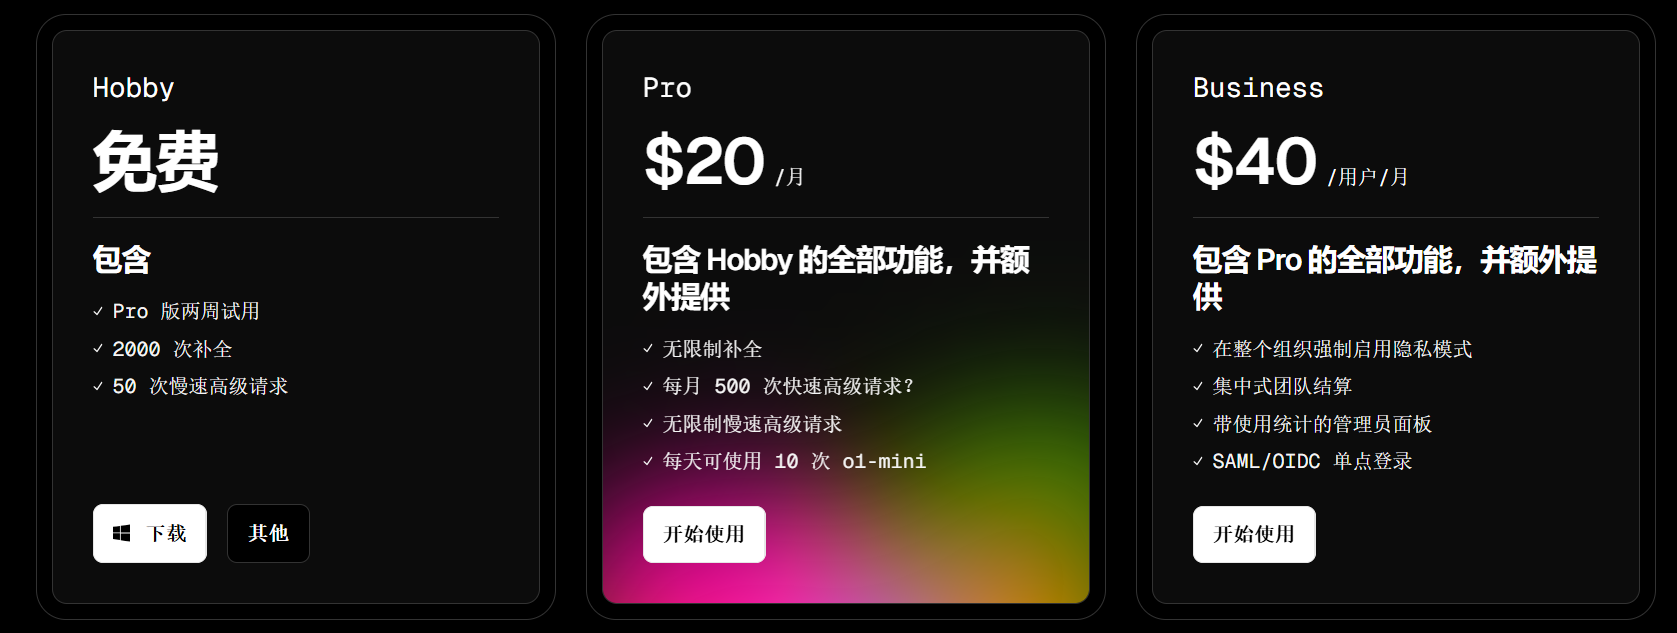 Hobby
免费
包含
✓ Pro 版两周试用
✓ 2000 次补全
✓ 50 次慢速高级请求
下载
其他
Pro
$20 /月
包含 Hobby 的全部功能，并额
外提供
✓ 无限制补全
✓ 每月 500 次快速高级请求?
✓ 无限制慢速高级请求
✓ 每天可使用 10 次 o1-mini
开始使用
Business
$40 /用户/月
包含 Pro 的全部功能，并额外提
供
✓ 在整个组织强制启用隐私模式
✓ 集中式团队结算
✓ 带使用统计的管理员面板
✓ SAML/OIDC 单点登录
开始使用